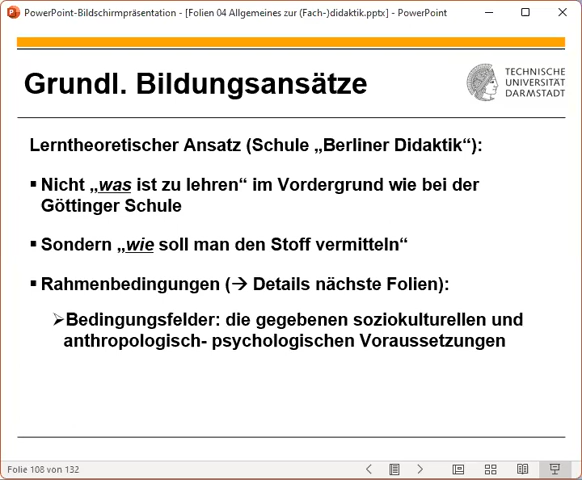 PowerPoint-Bildschirmpräsentation - [Folien 04 Allgemeines zur (Fach-)didaktik.pptx] - PowerPoint
Grundl. Bildungsansätze
TECHNISCHE
UNIVERSITÄT
DARMSTADT
Lerntheoretischer Ansatz (Schule „Berliner Didaktik“):
▪ Nicht „was ist zu lehren“ im Vordergrund wie bei der
Göttinger Schule
▪ Sondern „wie soll man den Stoff vermitteln“
▪ Rahmenbedingungen (→ Details nächste Folien):
➢Bedingungsfelder: die gegebenen soziokulturellen und
anthropologisch- psychologischen Voraussetzungen
Folie 108 von 132